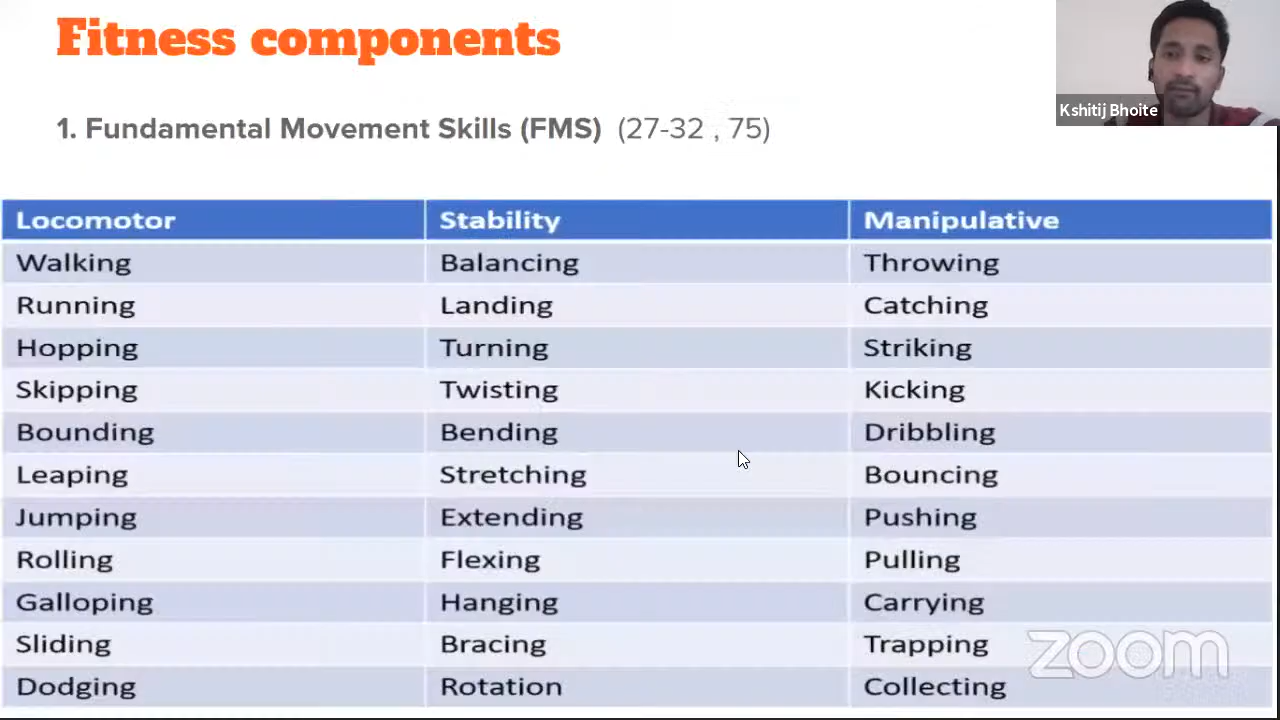 Fitness components
Kshitij Bhoite
1. Fundamental Movement Skills (FMS) (27-32 , 75)
Locomotor Stability Manipulative
Walking Balancing Throwing
Running Landing Catching
Hopping Turning Striking
Skipping Twisting Kicking
Bounding Bending Dribbling
Leaping Stretching Bouncing
Jumping Extending Pushing
Rolling Flexing Pulling
Galloping Hanging Carrying
Sliding Bracing Trapping
Dodging Rotation Collecting
zoom